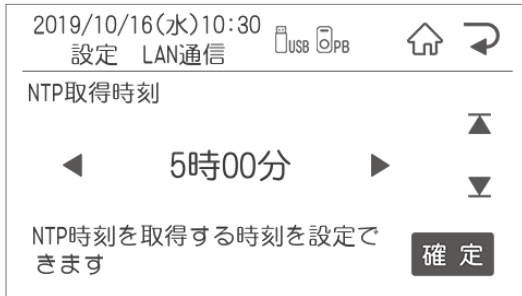 2019/10/16(水)10:30
設定 LAN通信
USB PB
NTP取得時刻
5時00分
NTP時刻を取得する時刻を設定で
きます
確定